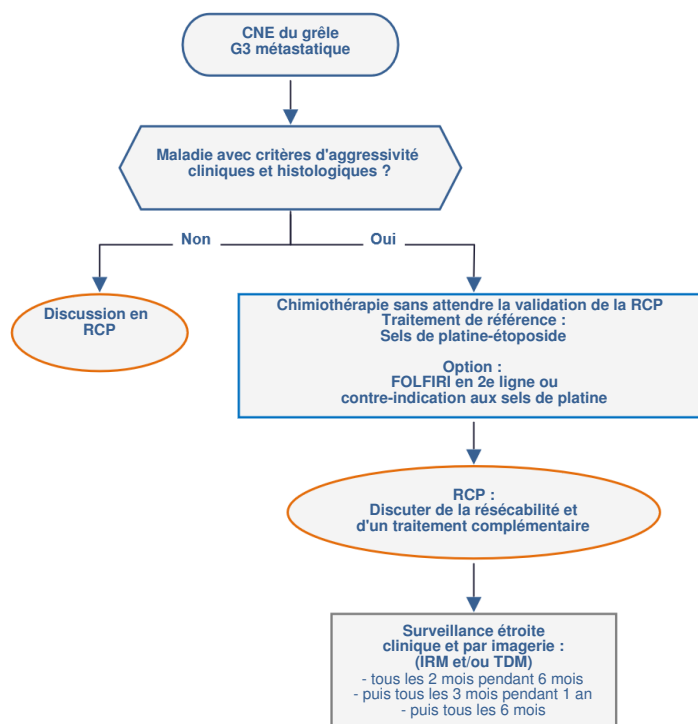 CNE du grêle
G3 métastatique
Maladie avec critères d'aggressivité
cliniques et histologiques ?
Non
Oui
Discussion en
RCP
Chimiothérapie sans attendre la validation de la RCP
Traitement de référence :
Sels de platine-étoposide
Option :
FOLFIRI en 2e ligne ou
contre-indication aux sels de platine
RCP :
Discuter de la résécabilité et
d'un traitement complémentaire
Surveillance étroite
clinique et par imagerie :
(IRM et/ou TDM)
- tous les 2 mois pendant 6 mois
- puis tous les 3 mois pendant 1 an
- puis tous les 6 mois